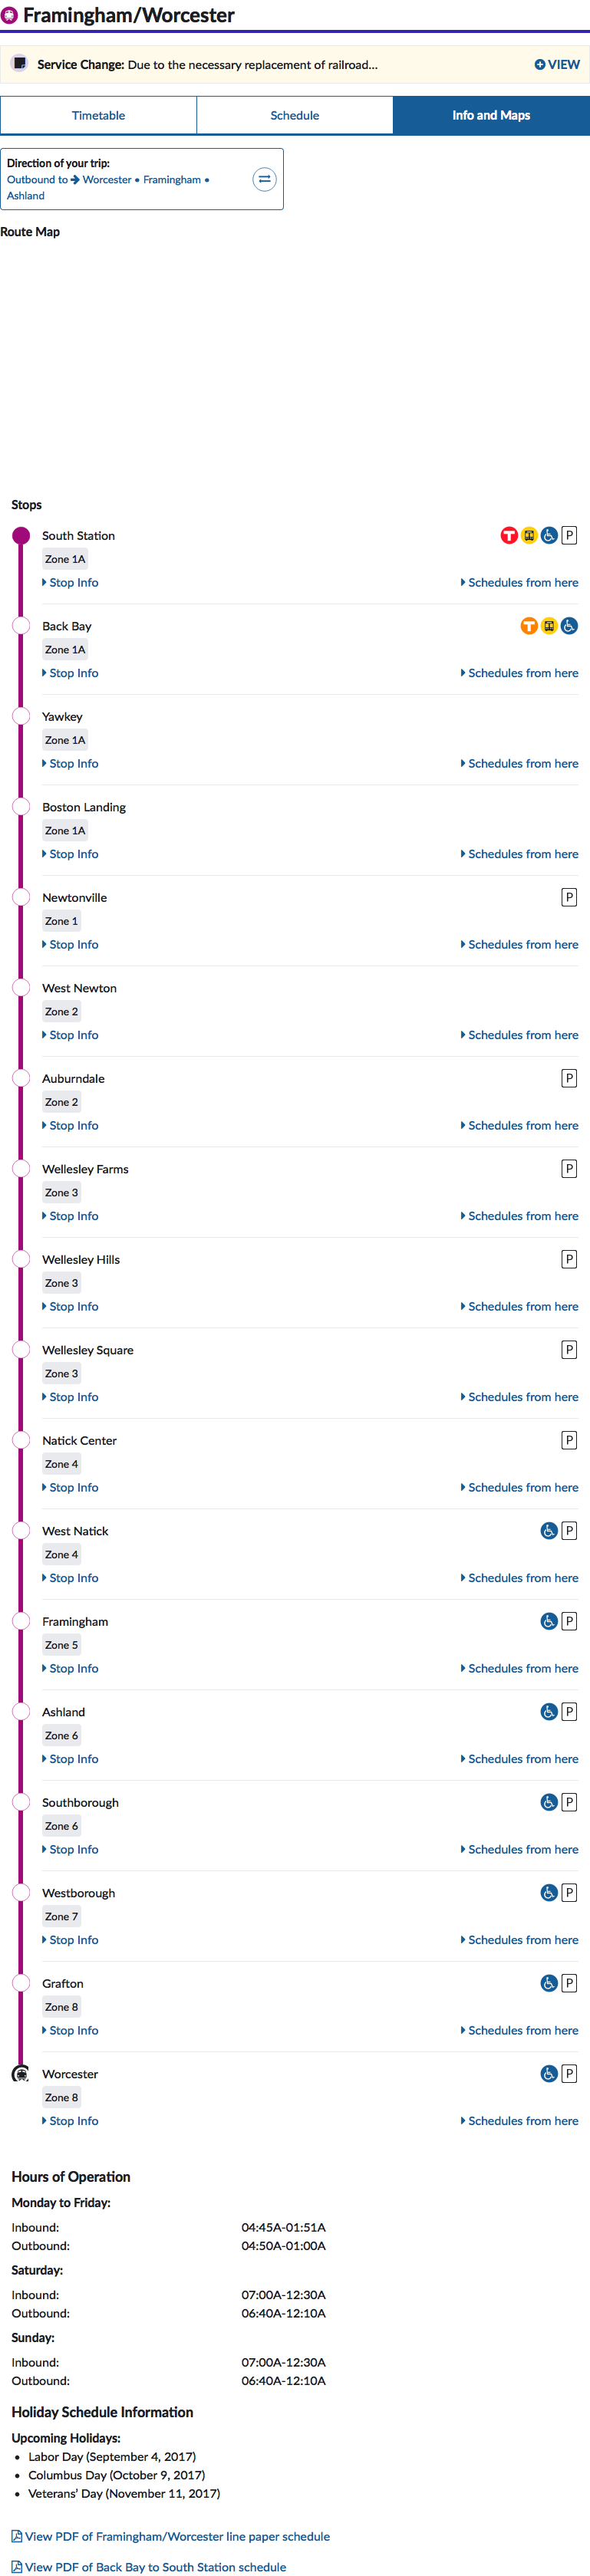 Framingham/Worcester
Service Change: Due to the necessary replacement of railroad...
VIEW
Timetable
Schedule
Info and Maps
Direction of your trip:
Outbound to → Worcester • Framingham •
Ashland
Route Map
Stops
South Station
T
P
Zone 1A
Stop Info
Schedules from here
Back Bay
T
Zone 1A
Stop Info
Schedules from here
Yawkey
Zone 1A
Stop Info
Schedules from here
Boston Landing
Zone 1A
Stop Info
Schedules from here
Newtonville
P
Zone 1
Stop Info
Schedules from here
West Newton
Zone 2
Stop Info
Schedules from here
Auburndale
P
Zone 2
Stop Info
Schedules from here
Wellesley Farms
P
Zone 3
Stop Info
Schedules from here
Wellesley Hills
P
Zone 3
Stop Info
Schedules from here
Wellesley Square
P
Zone 3
Stop Info
Schedules from here
Natick Center
P
Zone 4
Stop Info
Schedules from here
West Natick
P
Zone 4
Stop Info
Schedules from here
Framingham
P
Zone 5
Stop Info
Schedules from here
Ashland
P
Zone 6
Stop Info
Schedules from here
Southborough
P
Zone 6
Stop Info
Schedules from here
Westborough
P
Zone 7
Stop Info
Schedules from here
Grafton
P
Zone 8
Stop Info
Schedules from here
Worcester
P
Zone 8
Stop Info
Schedules from here
Hours of Operation
Monday to Friday:
Inbound: 04:45A-01:51A
Outbound: 04:50A-01:00A
Saturday:
Inbound: 07:00A-12:30A
Outbound: 06:40A-12:10A
Sunday:
Inbound: 07:00A-12:30A
Outbound: 06:40A-12:10A
Holiday Schedule Information
Upcoming Holidays:
• Labor Day (September 4, 2017)
• Columbus Day (October 9, 2017)
• Veterans’ Day (November 11, 2017)
View PDF of Framingham/Worcester line paper schedule
View PDF of Back Bay to South Station schedule